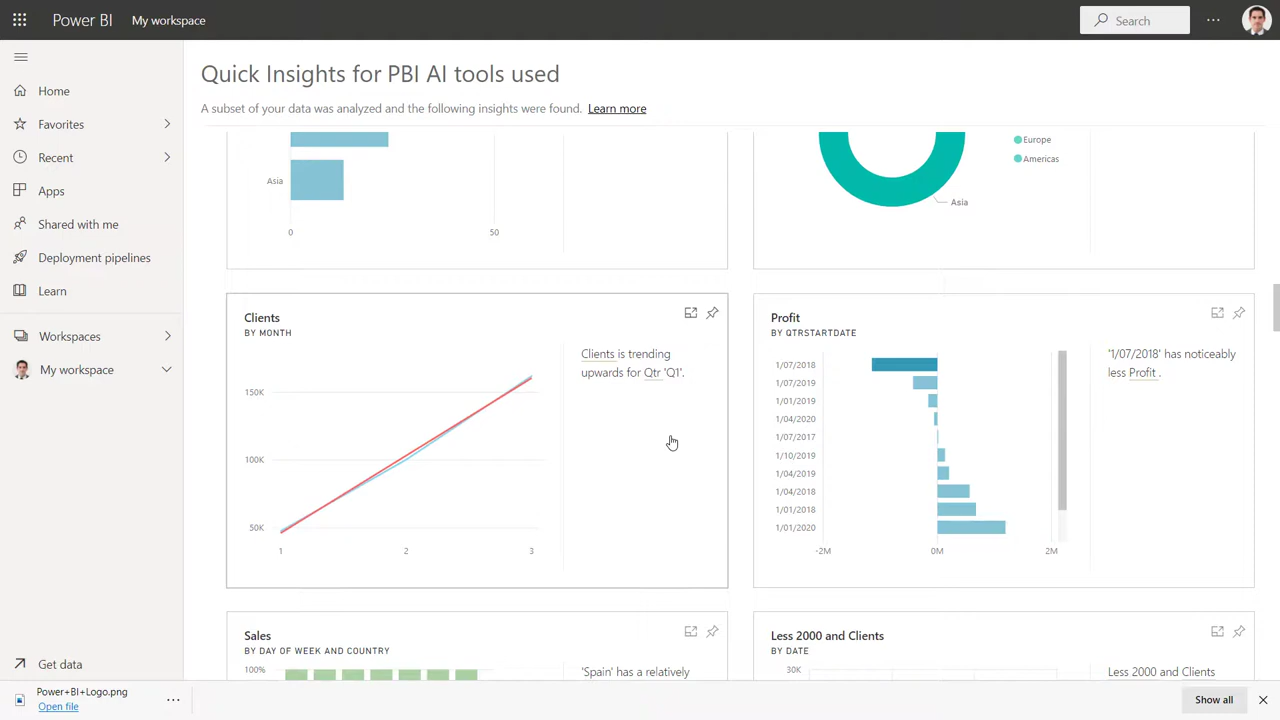 Power BI My workspace
Search
Home
Favorites
Recent
Apps
Shared with me
Deployment pipelines
Learn
Workspaces
My workspace
Get data
Quick Insights for PBI AI tools used
A subset of your data was analyzed and the following insights were found. Learn more
Asia
0 50
Europe
Americas
Asia
Clients
BY MONTH
150K
100K
50K
1 2 3
Clients is trending
upwards for Qtr 'Q1'.
Profit
BY QTRSTARTDATE
1/07/2018
1/07/2019
1/01/2019
1/04/2020
1/07/2017
1/10/2019
1/04/2019
1/04/2018
1/01/2018
1/01/2020
-2M 0M 2M
'1/07/2018' has noticeably
less Profit .
Sales
BY DAY OF WEEK AND COUNTRY
100%
'Spain' has a relatively
Less 2000 and Clients
BY DATE
30K
Less 2000 and Clients
Power+BI+Logo.png
Open file
Show all